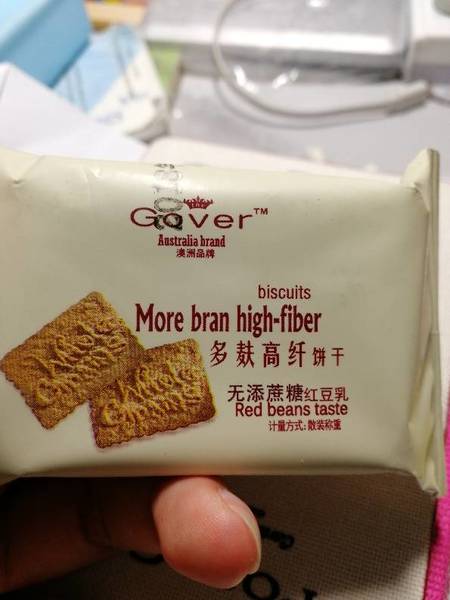 Gover™
Australia brand
澳洲品牌
biscuits
More bran high-fiber
多麸高纤饼干
无添蔗糖红豆乳
Red beans taste
计量方式:散装称重